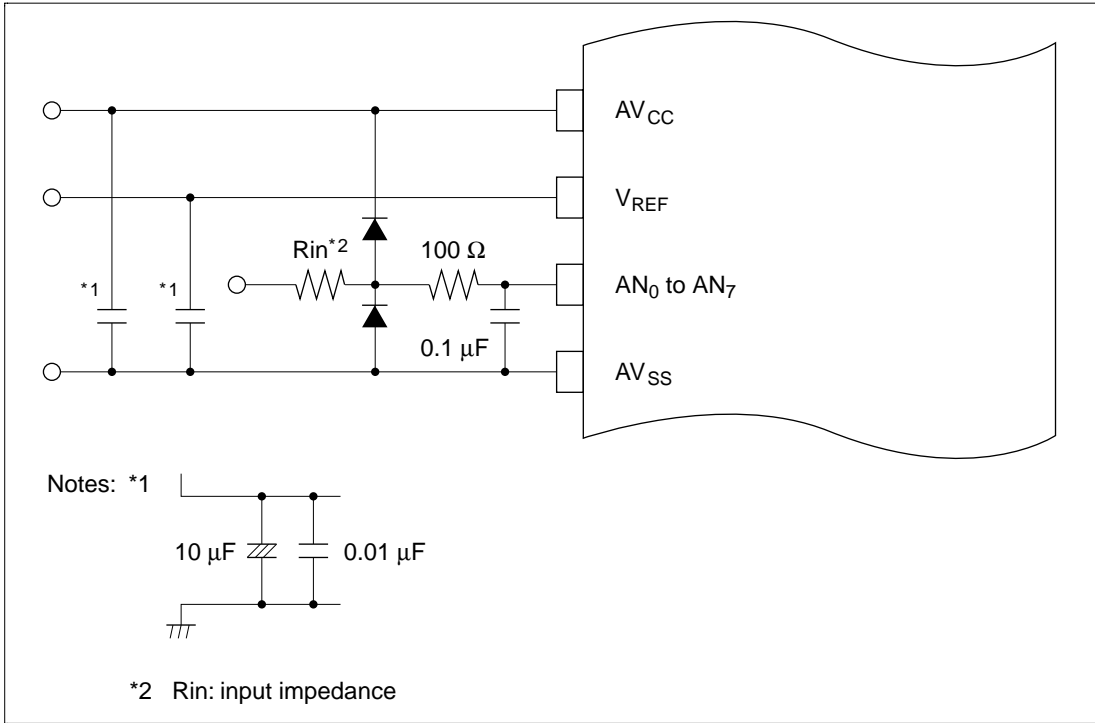 AVCC
VREF
Rin*2
100 Ω
*1
*1
AN0 to AN7
0.1 μF
AVSS
Notes: *1
10 μF
0.01 μF
*2 Rin: input impedance